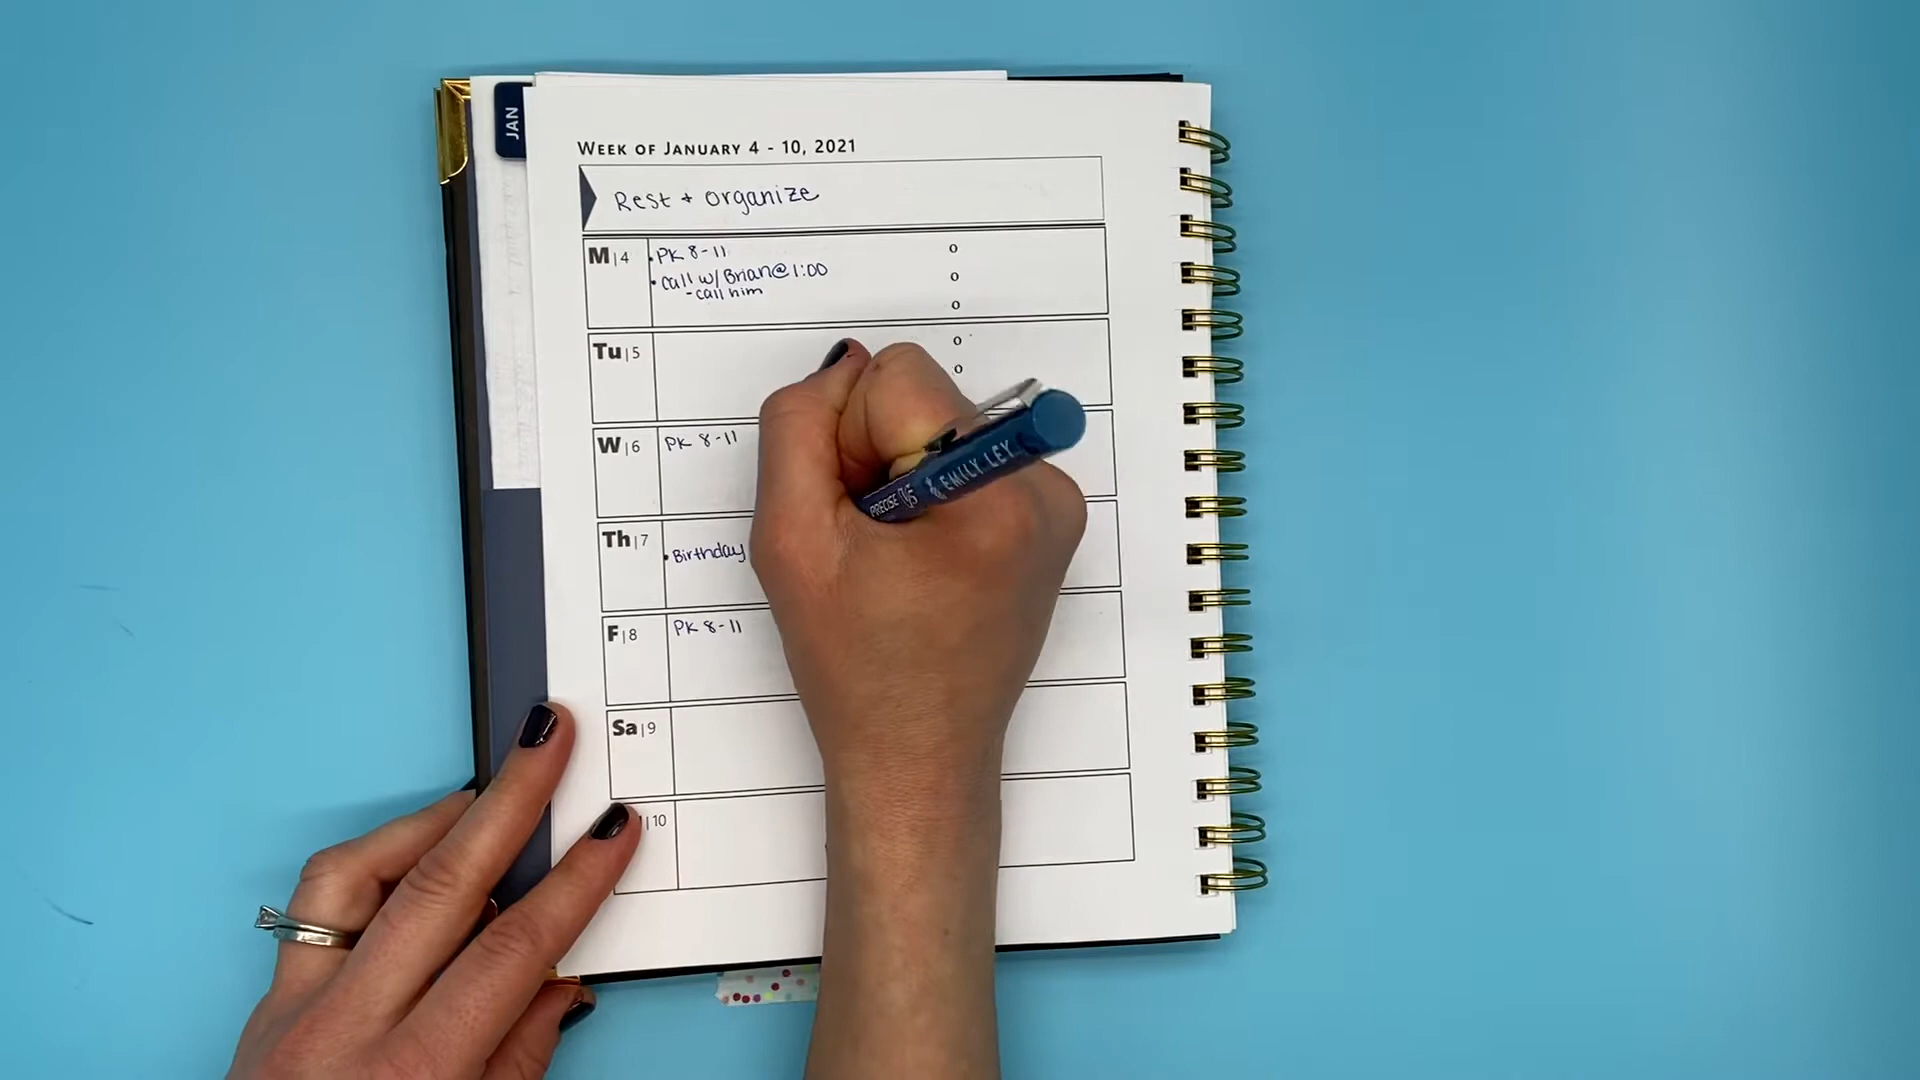 JAN
WEEK OF JANUARY 4 - 10, 2021
Rest + organize
M|4
• PK 8-11
• call w/ Brian @ 1:00
- call him
o
o
o
Tu|5
o
o
W|6
PK 8-11
Th|7
• Birthday
F|8
PK 8-11
Sa|9
|10
PRECISE V5
& EMILY LEY